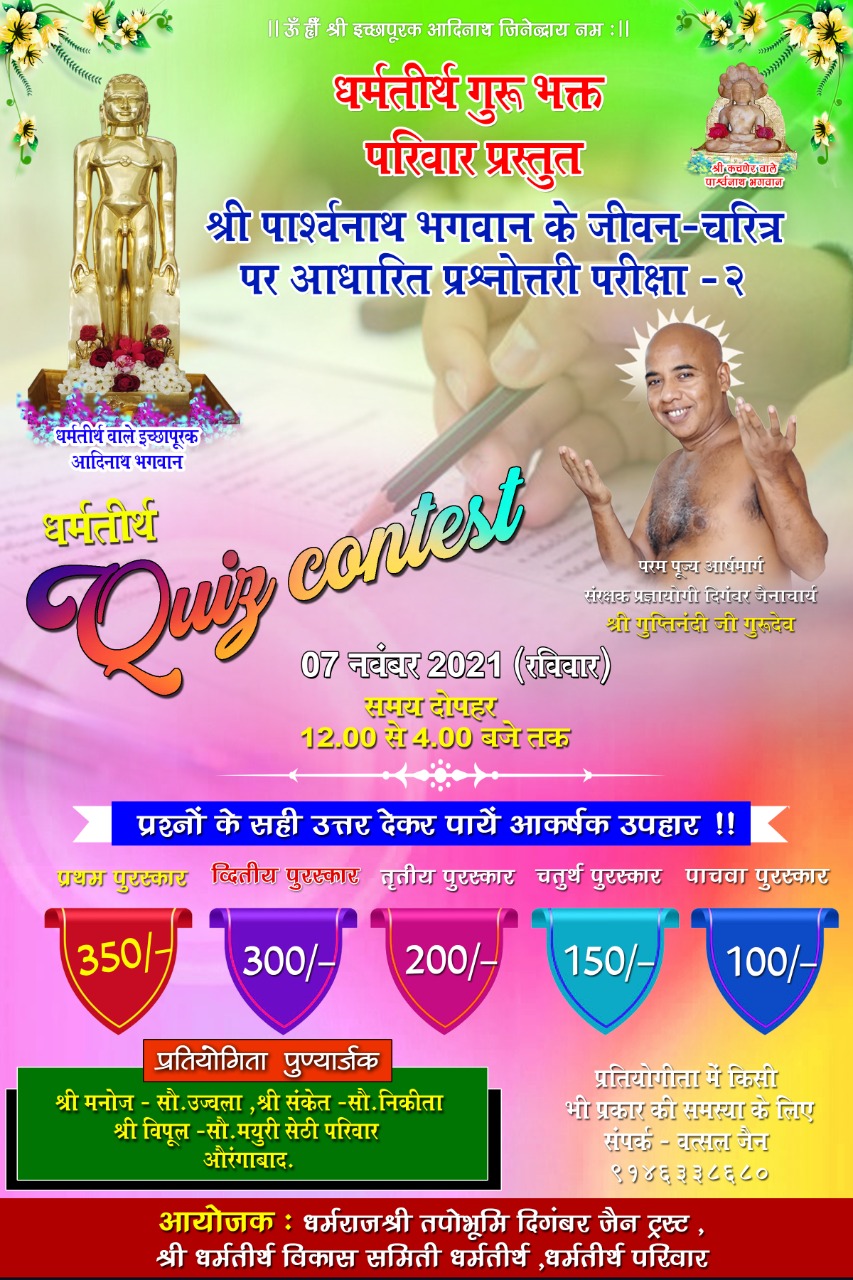 || ॐ ह्रीं श्री इच्छापूरक आदिनाथ जिनेन्द्राय नम :||
धर्मतीर्थ गुरू भक्त
परिवार प्रस्तुत
श्री कचणेर वाले
पार्श्वनाथ भगवान
श्री पार्श्वनाथ भगवान के जीवन-चरित्र
पर आधारित प्रश्नोत्तरी परीक्षा -२
धर्मतीर्थ वाले इच्छापूरक
आदिनाथ भगवान
धर्मतीर्थ
Quiz contest
परम पूज्य आर्षमार्ग
संरक्षक प्रज्ञायोगी दिगंबर जैनाचार्य
श्री गुप्तिनंदी जी गुरूदेव
07 नवंबर 2021 (रविवार)
समय दोपहर
12.00 से 4.00 बजे तक
प्रश्नों के सही उत्तर देकर पायें आकर्षक उपहार !!
प्रथम पुरस्कार व्दितीय पुरस्कार तृतीय पुरस्कार चतुर्थ पुरस्कार पाचवा पुरस्कार
350/- 300/- 200/- 150/- 100/-
प्रतियोगिता पुण्यार्जक
श्री मनोज - सौ.उज्वला ,श्री संकेत -सौ.निकीता
श्री विपूल -सौ.मयुरी सेठी परिवार
औरंगाबाद.
प्रतियोगीता में किसी
भी प्रकार की समस्या के लिए
संपर्क - वत्सल जैन
९१४६३३८६८०
आयोजक : धर्मराजश्री तपोभूमि दिगंबर जैन ट्रस्ट ,
श्री धर्मतीर्थ विकास समिती धर्मतीर्थ ,धर्मतीर्थ परिवार